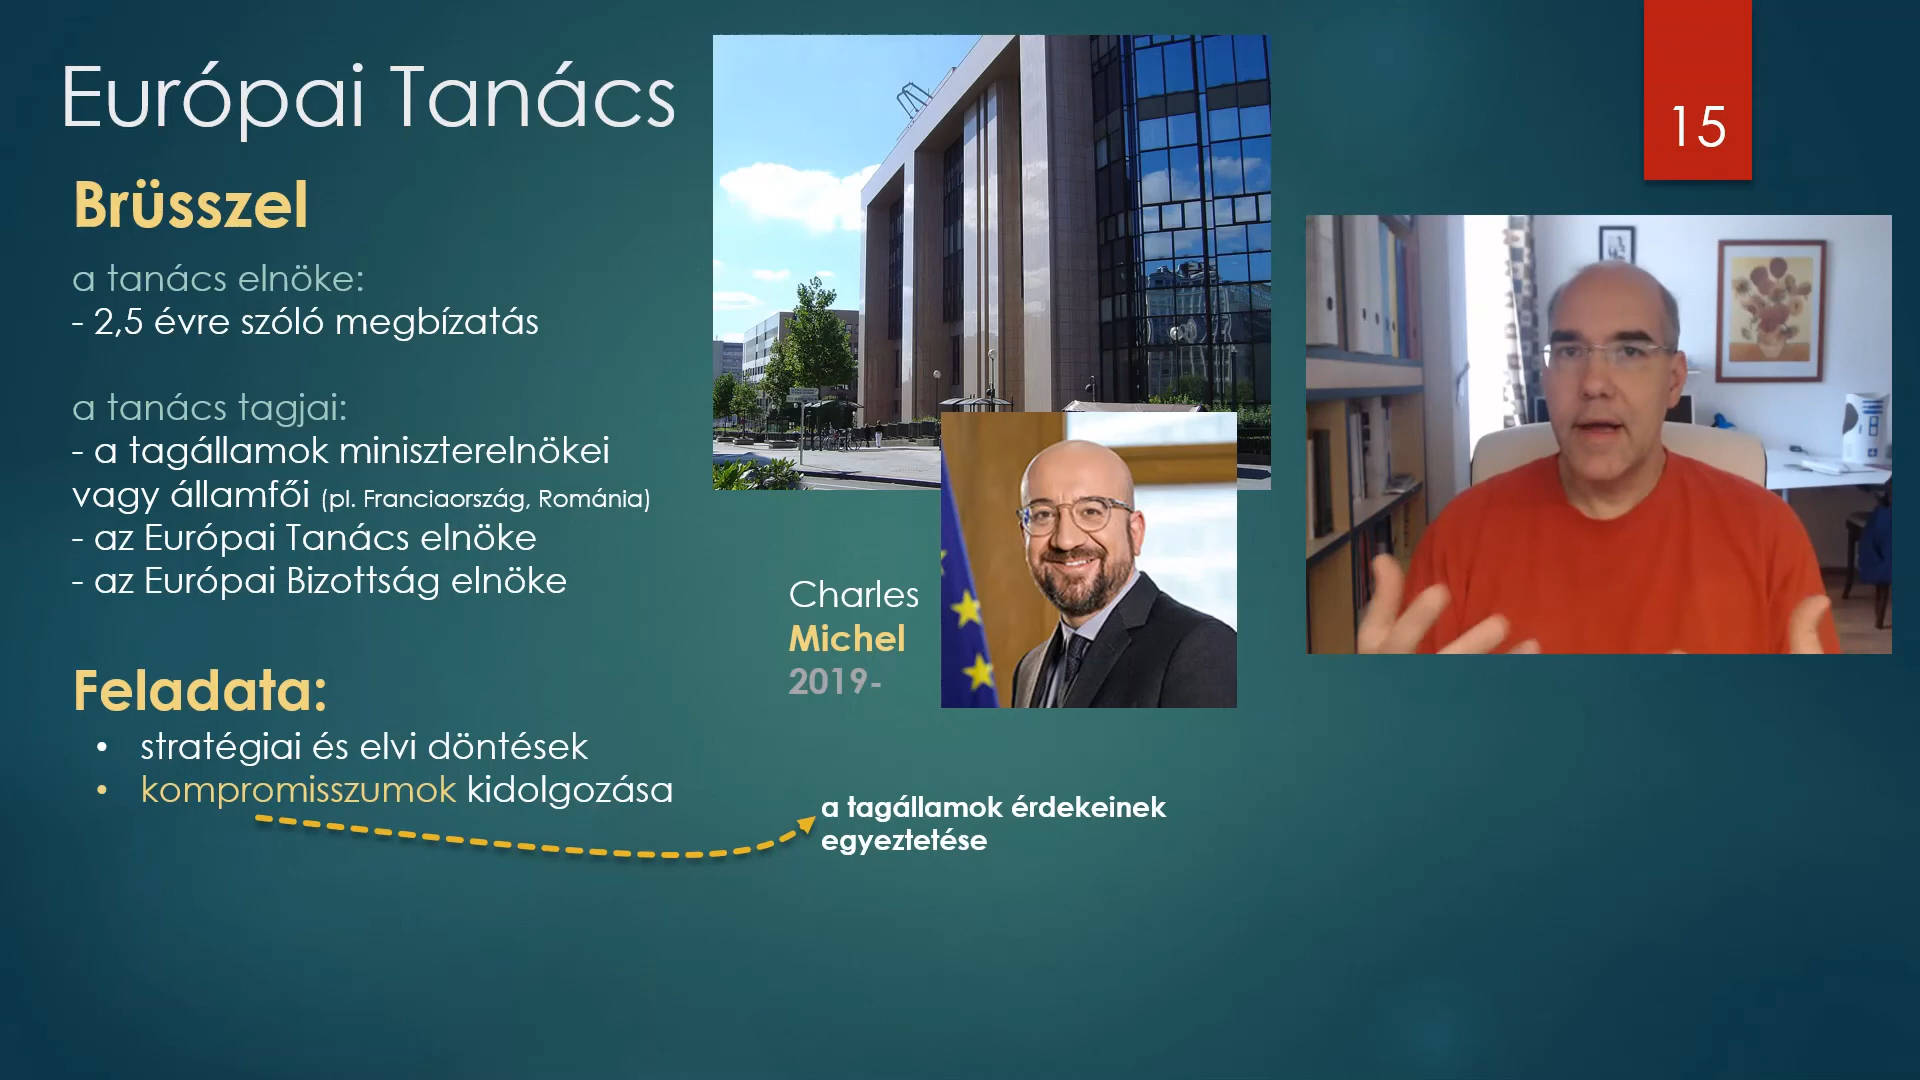 Európai Tanács
Brüsszel
a tanács elnöke:
- 2,5 évre szóló megbízatás
a tanács tagjai:
- a tagállamok miniszterelnökei
vagy államfői (pl. Franciaország, Románia)
- az Európai Tanács elnöke
- az Európai Bizottság elnöke
Feladata:
• stratégiai és elvi döntések
• kompromisszumok kidolgozása
a tagállamok érdekeinek
egyeztetése
Charles
Michel
2019-
15